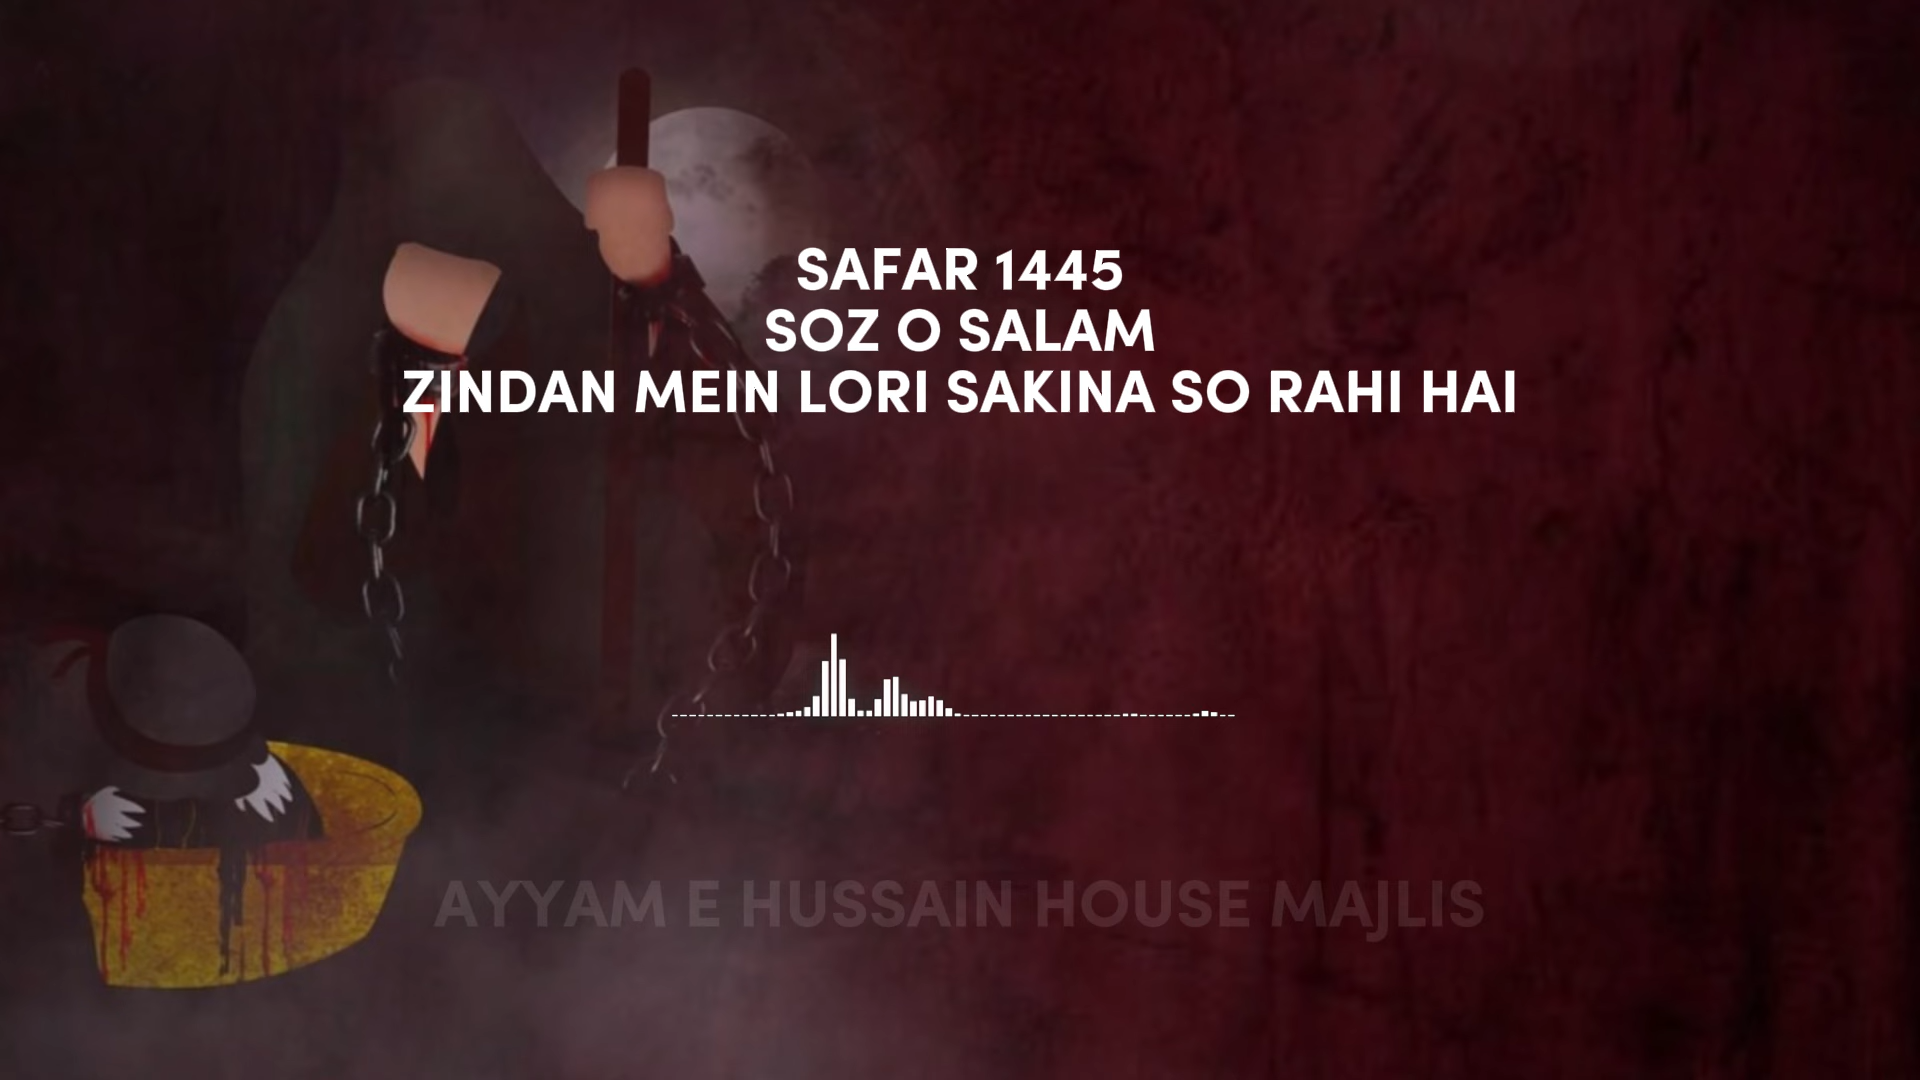 SAFAR 1445
SOZ O SALAM
ZINDAN MEIN LORI SAKINA SO RAHI HAI
AYYAM E HUSSAIN HOUSE MAJLIS